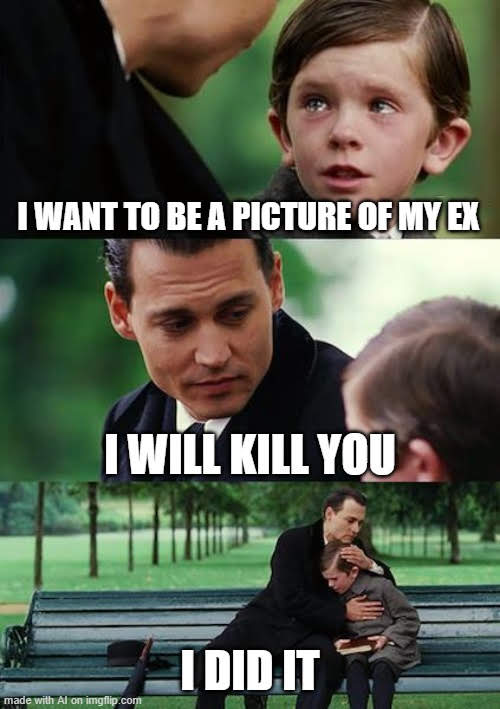 I WANT TO BE A PICTURE OF MY EX
I WILL KILL YOU
I DID IT
made with AI on imgflip.com